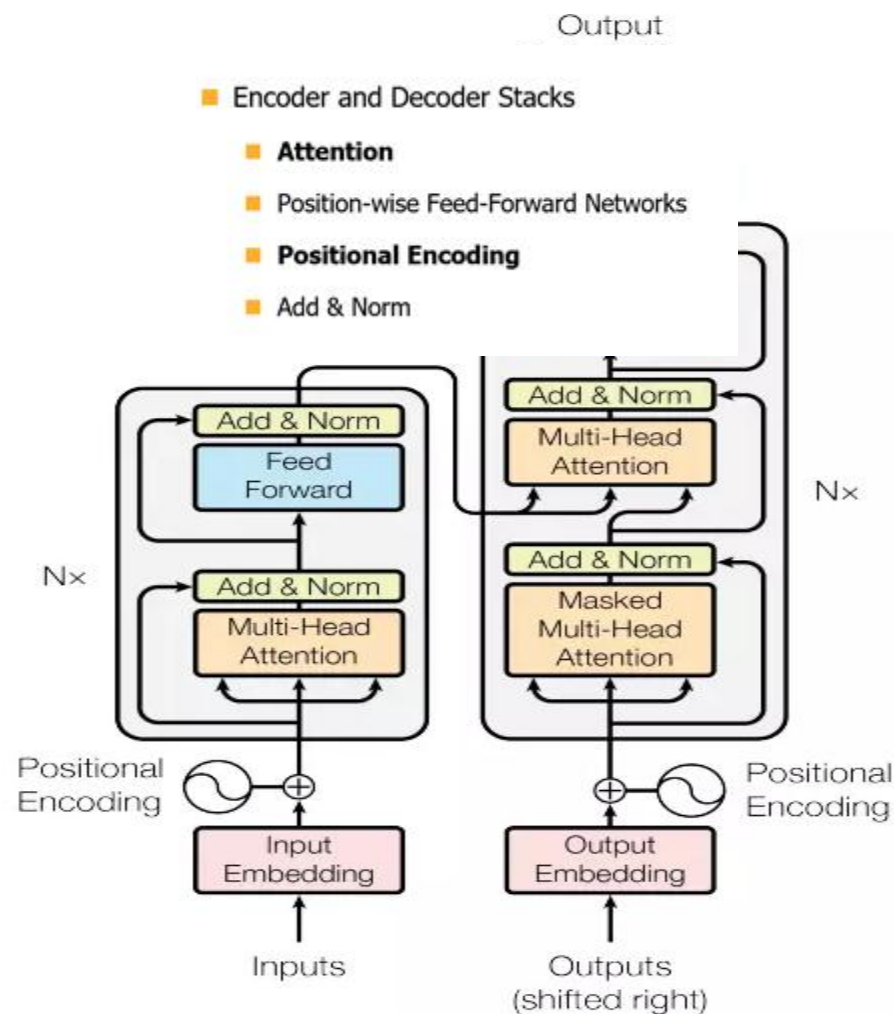 Output
Encoder and Decoder Stacks
Attention
Position-wise Feed-Forward Networks
Positional Encoding
Add & Norm
Add & Norm
Feed
Forward
Nx
Add & Norm
Multi-Head
Attention
Add & Norm
Multi-Head
Attention
Nx
Add & Norm
Masked
Multi-Head
Attention
Positional
Encoding
Positional
Encoding
Input
Embedding
Output
Embedding
Inputs
Outputs
(shifted right)